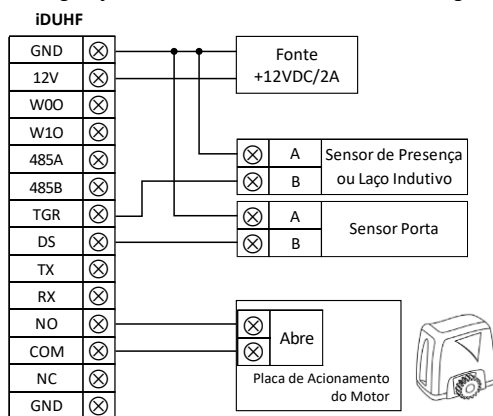 iDUHF
GND
12V
W0O
W1O
485A
485B
TGR
DS
TX
RX
NO
COM
NC
GND
Fonte
+12VDC/2A
A
B
Sensor de Presença
ou Laço Indutivo
A
B
Sensor Porta
Abre
Placa de Acionamento
do Motor